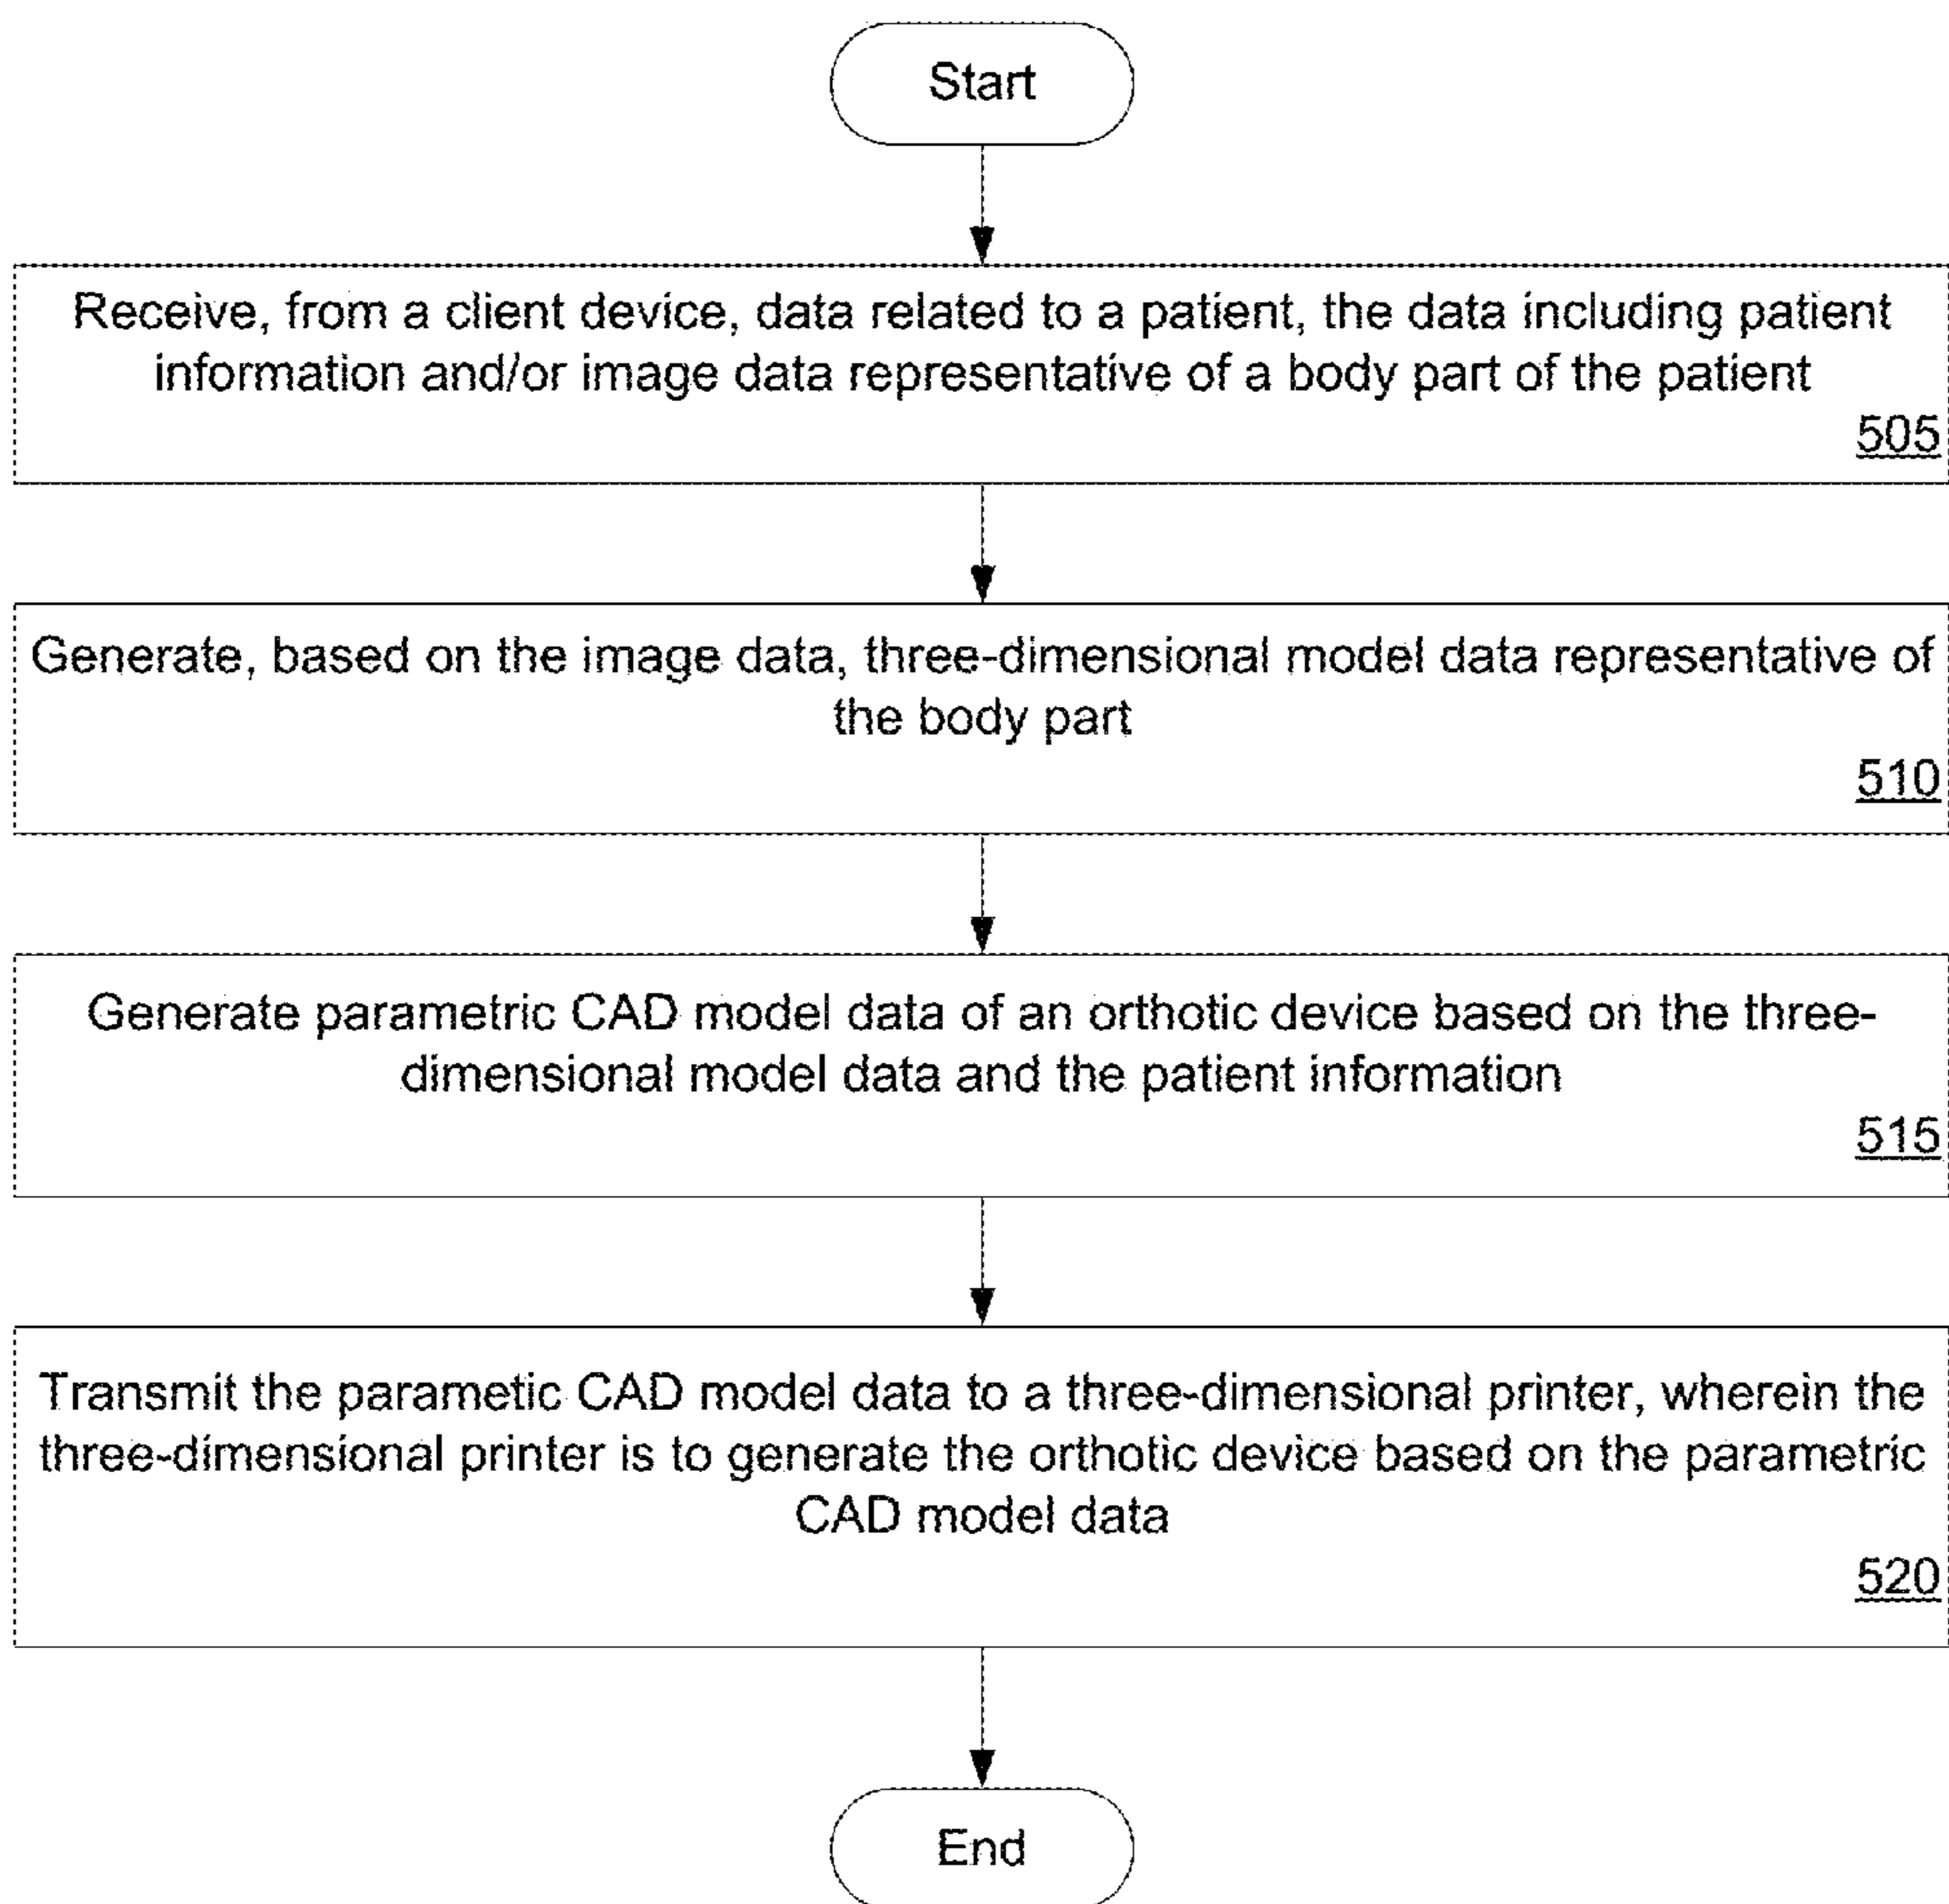 Start
Receive, from a client device, data related to a patient, the data including patient
information and/or image data representative of a body part of the patient
505
Generate, based on the image data, three-dimensional model data representative of
the body part
510
Generate parametric CAD model data of an orthotic device based on the three-
dimensional model data and the patient information
515
Transmit the parametic CAD model data to a three-dimensional printer, wherein the
three-dimensional printer is to generate the orthotic device based on the parametric
CAD model data
520
End